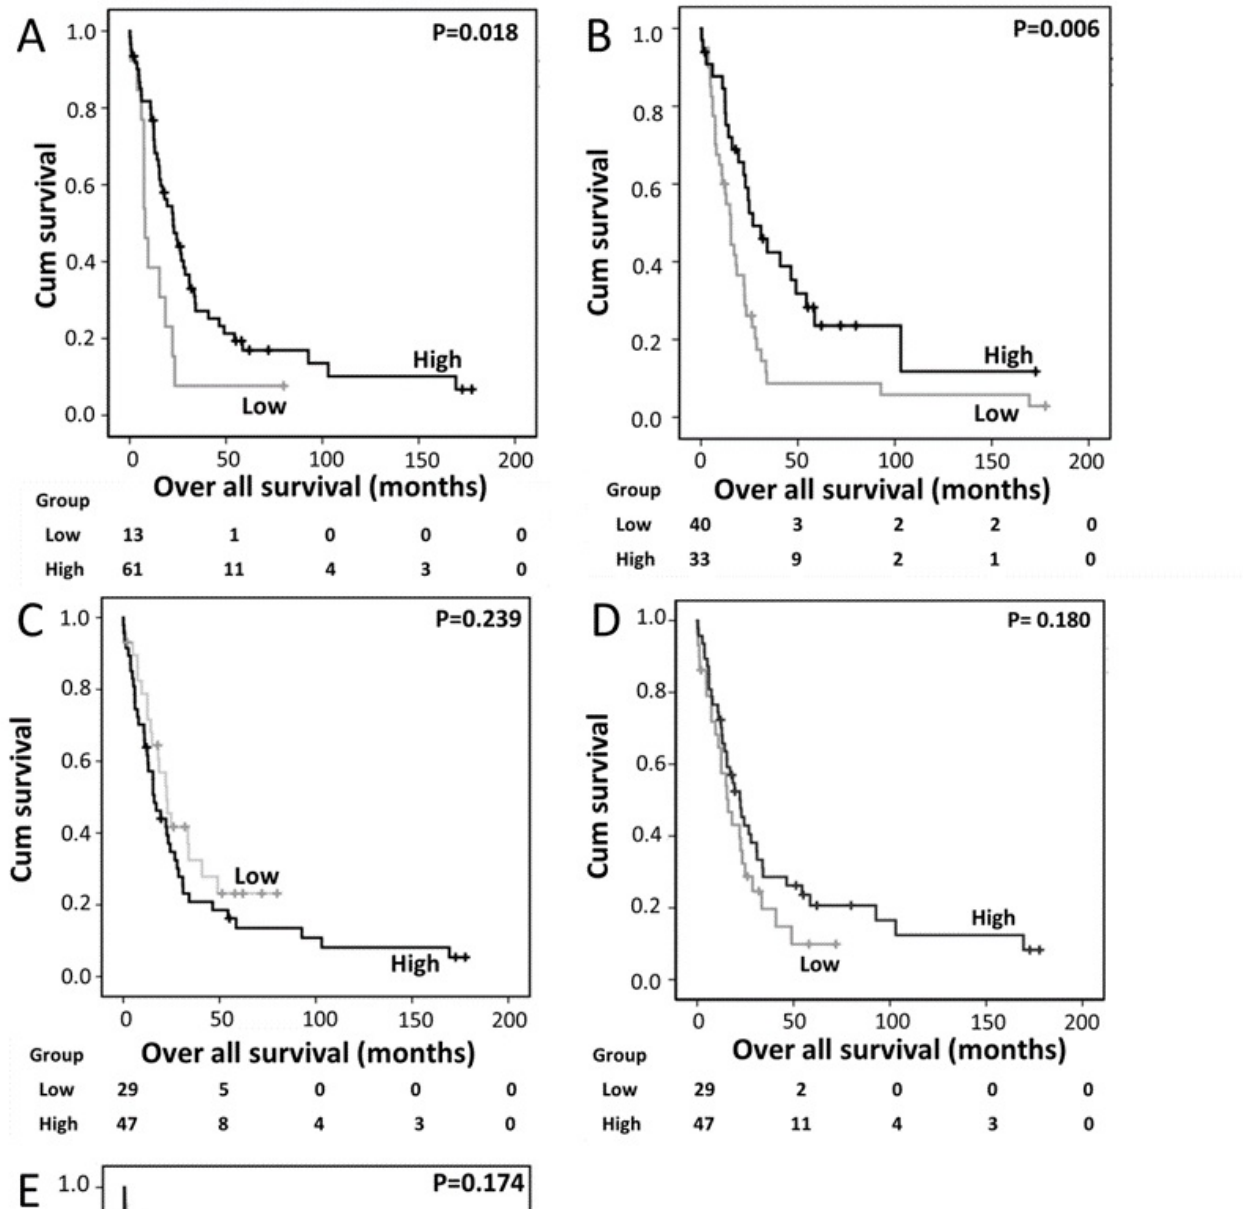 A
P=0.018
Cum survival
1.0
0.8
0.6
0.4
0.2
0.0
High
Low
0 50 100 150 200
Over all survival (months)
Group
Low 13 1 0 0 0
High 61 11 4 3 0
B
P=0.006
Cum survival
1.0
0.8
0.6
0.4
0.2
0.0
High
Low
0 50 100 150 200
Over all survival (months)
Group
Low 40 3 2 2 0
High 33 9 2 1 0
C
P=0.239
Cum survival
1.0
0.8
0.6
0.4
0.2
0.0
Low
High
0 50 100 150 200
Over all survival (months)
Group
Low 29 5 0 0 0
High 47 8 4 3 0
D
P= 0.180
Cum survival
1.0
0.8
0.6
0.4
0.2
0.0
High
Low
0 50 100 150 200
Over all survival (months)
Group
Low 29 2 0 0 0
High 47 11 4 3 0
E
P=0.174
1.0